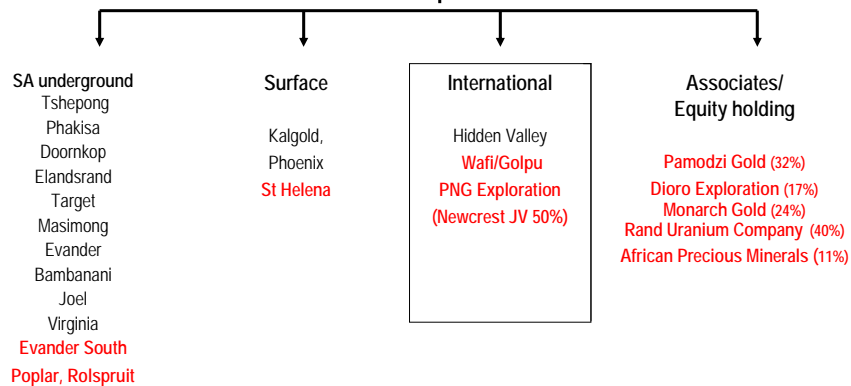 SA underground
Tshepong
Phakisa
Doornkop
Elandsrand
Target
Masimong
Evander
Bambanani
Joel
Virginia
Evander South
Poplar, Rolspruit
Surface
Kalgold,
Phoenix
St Helena
International
Hidden Valley
Wafi/Golpu
PNG Exploration
(Newcrest JV 50%)
Associates/
Equity holding
Pamodzi Gold (32%)
Dioro Exploration (17%)
Monarch Gold (24%)
Rand Uranium Company (40%)
African Precious Minerals (11%)